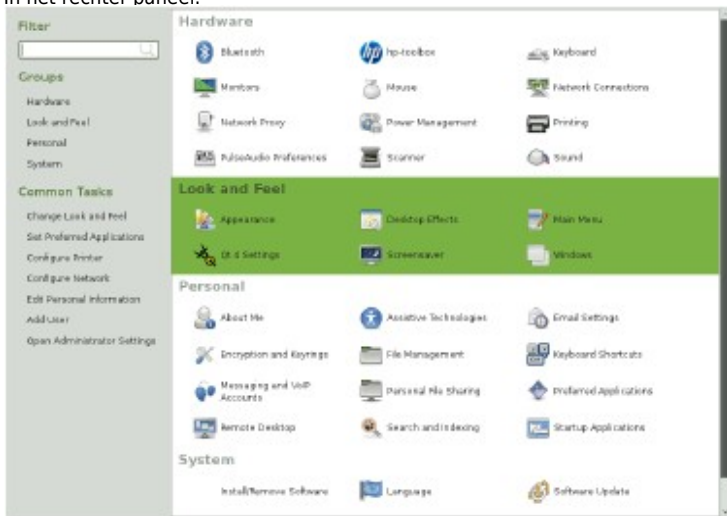 in het rechter paneel.
Filter
Groups
Hardware
Look and Feel
Personal
System
Common Tasks
Change Look and Feel
Set Preferred Applications
Configure Printer
Configure Network
Edit Personal Information
Add User
Open Administrator Settings
Hardware
Bluetooth
hp-toolbox
Keyboard
Monitors
Mouse
Network Connections
Network Proxy
Power Management
Printing
PulseAudio Preferences
Scanner
Sound
Look and Feel
Appearance
Desktop Effects
Main Menu
Qt 4 Settings
Screensaver
Windows
Personal
About Me
Assistive Technologies
Email Settings
Encryption and Keyrings
File Management
Keyboard Shortcuts
Messaging and VoIP
Accounts
Personal File Sharing
Preferred Applications
Remote Desktop
Search and Indexing
Startup Applications
System
Install/Remove Software
Language
Software Update